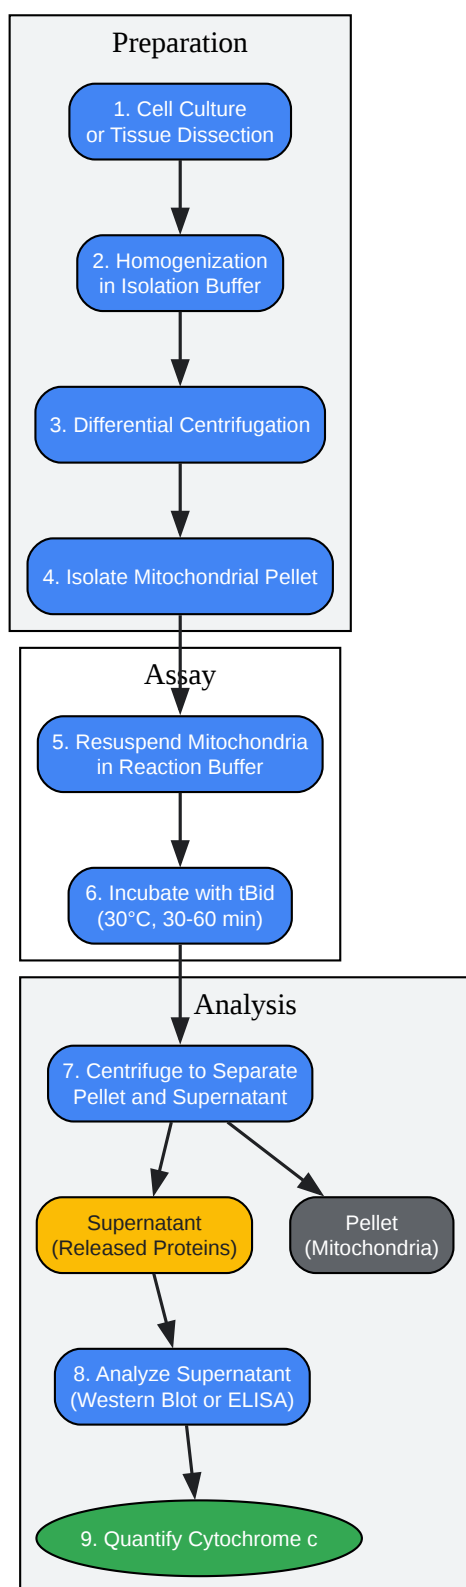 Preparation
1. Cell Culture
or Tissue Dissection
2. Homogenization
in Isolation Buffer
3. Differential Centrifugation
4. Isolate Mitochondrial Pellet
Assay
5. Resuspend Mitochondria
in Reaction Buffer
6. Incubate with tBid
(30°C, 30-60 min)
Analysis
7. Centrifuge to Separate
Pellet and Supernatant
Supernatant
(Released Proteins)
Pellet
(Mitochondria)
8. Analyze Supernatant
(Western Blot or ELISA)
9. Quantify Cytochrome c